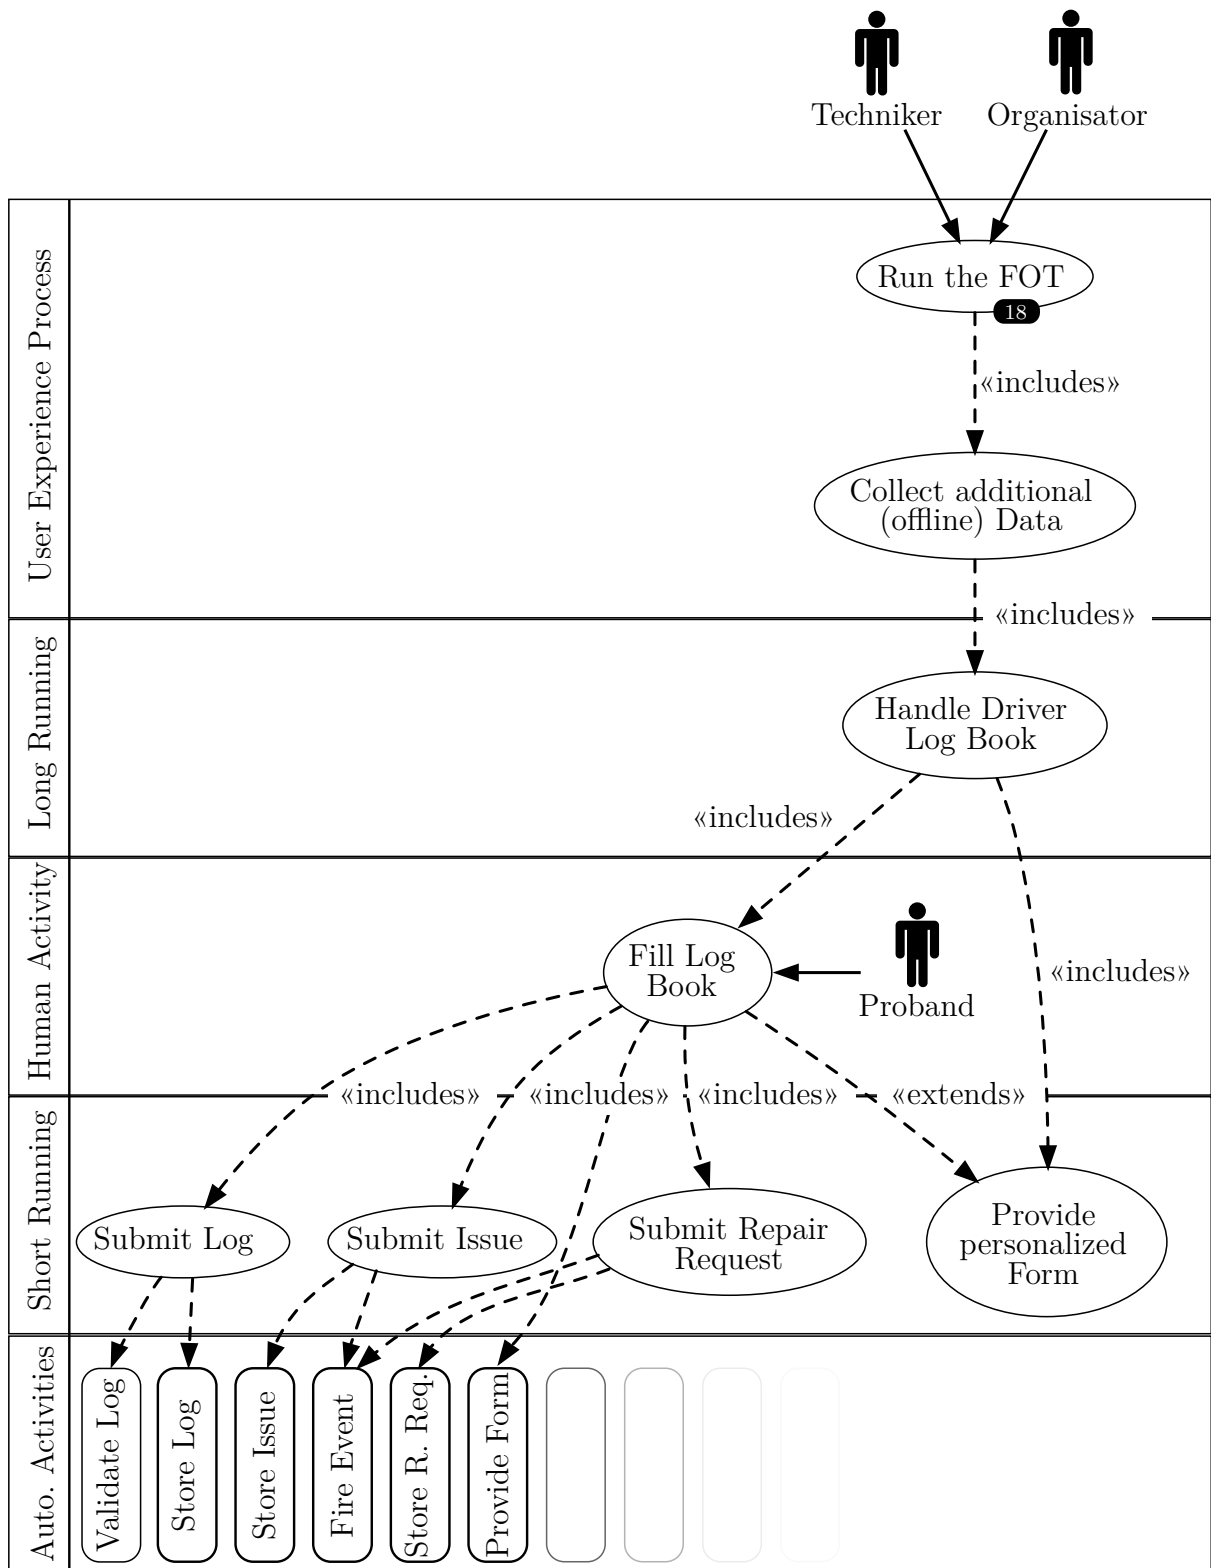 Techniker
Organisator
User Experience Process
Run the FOT
18
«includes»
Collect additional
(offline) Data
«includes»
Long Running
Handle Driver
Log Book
«includes»
Human Activity
Fill Log
Book
Proband
«includes»
«includes»
«includes»
«includes»
«extends»
Short Running
Submit Log
Submit Issue
Submit Repair
Request
Provide
personalized
Form
Auto. Activities
Validate Log
Store Log
Store Issue
Fire Event
Store R. Req.
Provide Form